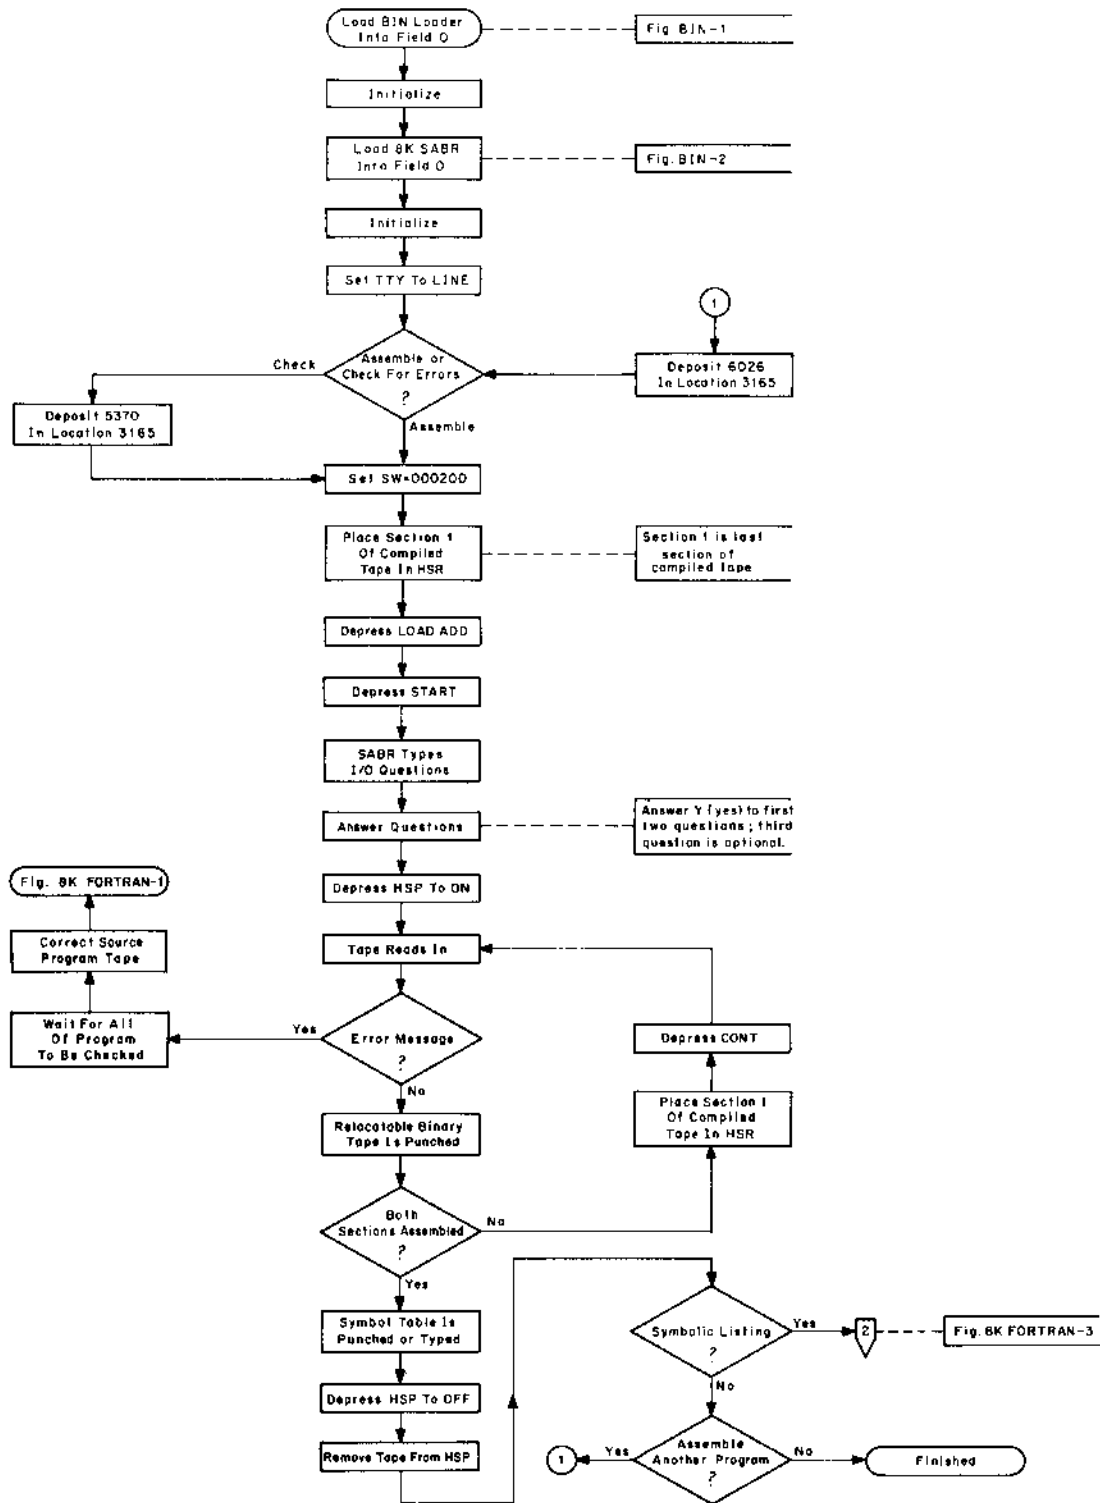 Load BIN Loader
Into Field 0
Fig. BIN-1
Initialize
Load 8K SABR
Into Field 0
Fig. BIN-2
Initialize
Set TTY To LINE
1
Assemble or
Check For Errors
?
Check
Assemble
Deposit 6026
In Location 3165
Deposit 5370
In Location 3165
Set SW=000200
Place Section 1
Of Compiled
Tape In HSR
Section 1 is last
section of
compiled tape
Depress LOAD ADD
Depress START
SABR Types
I/O Questions
Answer Questions
Answer Y (yes) to first
two questions; third
question is optional.
Fig. 8K FORTRAN-1
Depress HSP To ON
Correct Source
Program Tape
Tape Reads In
Wait For All
Of Program
To Be Checked
Yes
Error Message
?
No
Depress CONT
Place Section 1
Of Compiled
Tape In HSR
Relocatable Binary
Tape Is Punched
Both
Sections Assembled
?
No
Yes
Symbol Table Is
Punched or Typed
Symbolic Listing
?
Yes
2
Fig. 8K FORTRAN-3
No
Depress HSP To OFF
Remove Tape From HSP
1
Yes
Assemble
Another Program
?
No
Finished